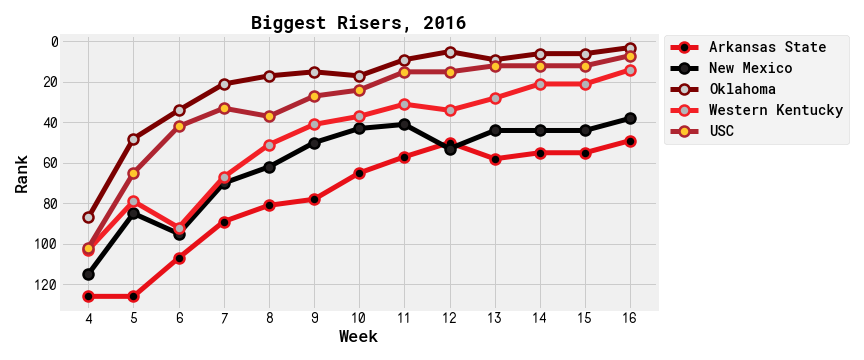 Biggest Risers, 2016
Rank
0
20
40
60
80
100
120
4 5 6 7 8 9 10 11 12 13 14 15 16
Week
Arkansas State
New Mexico
Oklahoma
Western Kentucky
USC